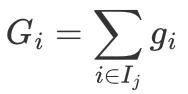 $G_i = \sum_{i \in I_j} g_i$